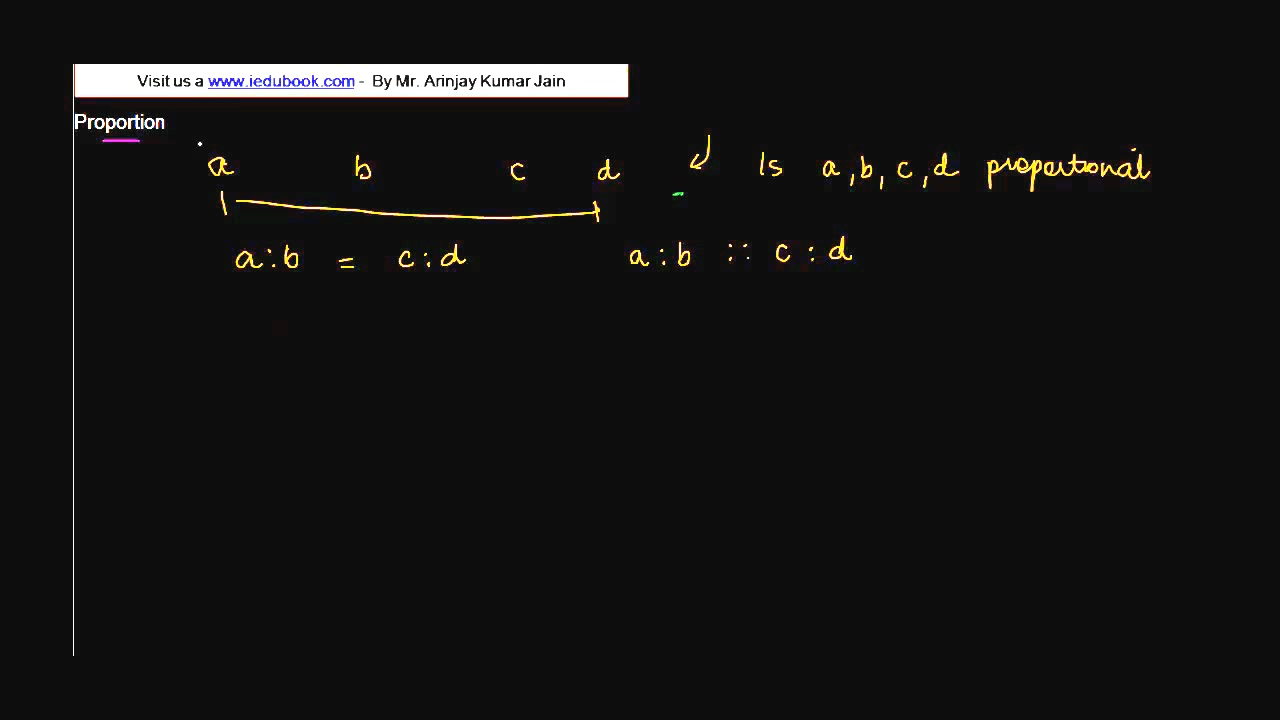 Visit us a www.iedubook.com - By Mr. Arinjay Kumar Jain
Proportion
a b c d Is a, b, c, d proportional
a : b = c : d a : b :: c : d